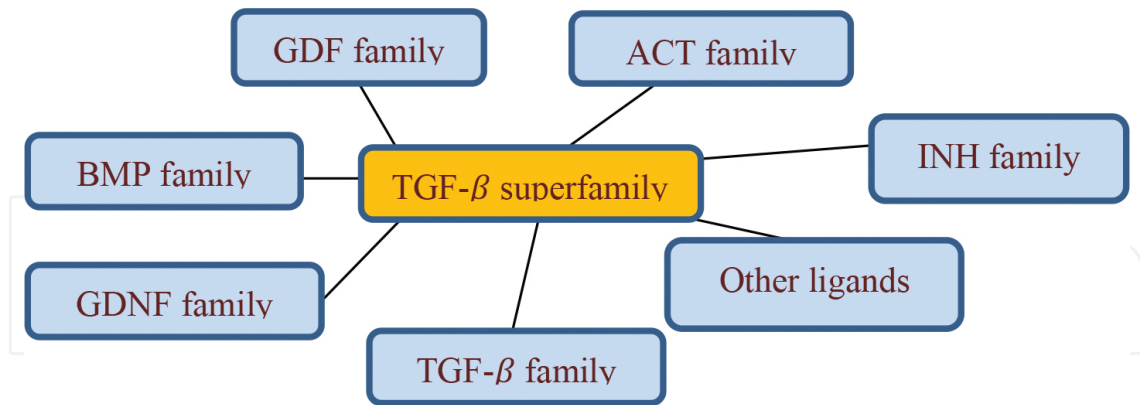 GDF family
ACT family
BMP family
TGF-β superfamily
INH family
GDNF family
Other ligands
TGF-β family